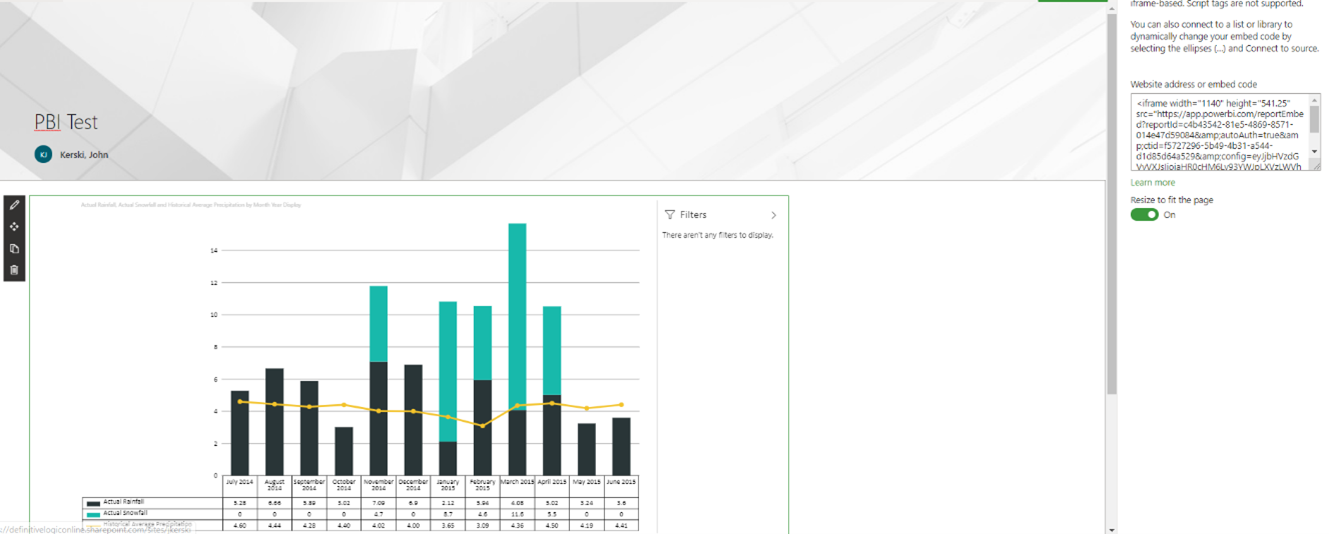 iframe-based. Script tags are not supported.
You can also connect to a list or library to
dynamically change your embed code by
selecting the ellipses (...) and Connect to source.
Website address or embed code
<iframe width="1140" height="541.25"
src="https://app.powerbi.com/reportEmbe
d?reportId=c4b43542-81e5-4869-8571-
014e47d59084&amp;autoAuth=true&am
p;ctid=f5727296-5b49-4b31-a544-
d1d85d64a529&amp;config=eyJjbHVzdG
Learn more
Resize to fit the page
On
PBI Test
KJ Kerski, John
Actual Rainfall, Actual Snowfall and Historical Average Precipitation by Month Year Display
Filters
There aren't any filters to display.
14
12
10
8
6
4
2
0
July 2014 August 2014 September 2014 October 2014 November 2014 December 2014 January 2015 February 2015 March 2015 April 2015 May 2015 June 2015
Actual Rainfall 5.28 6.66 5.89 3.02 7.09 6.9 2.12 5.94 4.08 5.02 3.24 3.6
Actual Snowfall 0 0 0 0 4.7 0 8.7 4.6 11.6 5.5 0 0
Historical Average Precipitation 4.60 4.44 4.28 4.40 4.02 4.00 3.65 3.09 4.36 4.50 4.19 4.41
://definitivelogiconline.sharepoint.com/sites/jkerski